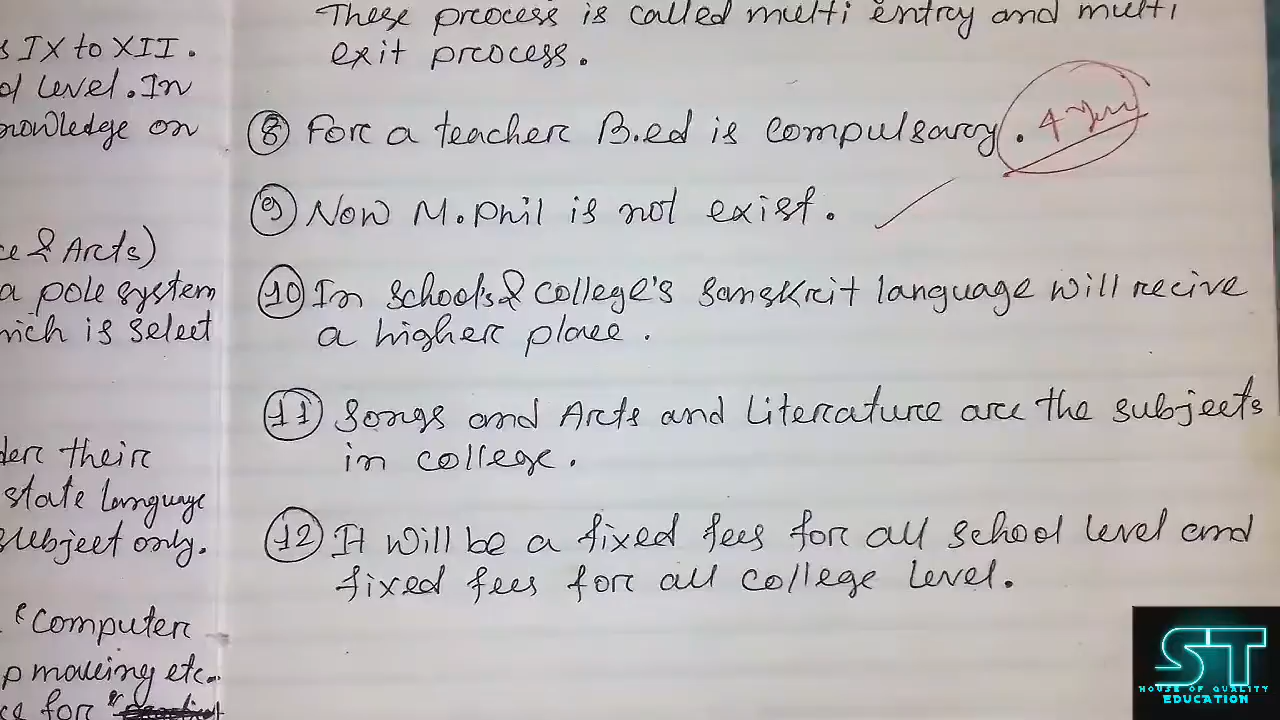 s IX to XII.
ol level. In
nowledge on
ce & Arts)
a pole system
hich is select
der their
state language
subject only.
"Computer
p making etc..
ce for "
These process is called multi entry and multi
exit process.
8 For a teacher B.ed is compulsary. 4 Year
9 Now M.Phil is not exist.
10 In school's & college's sanskrit language will recive
a higher place.
11 Songs and Arts and Literature are the subjects
in college.
12 It will be a fixed fees for all school level and
fixed fees for all college level.
ST
HOUSE OF QUALITY
EDUCATION